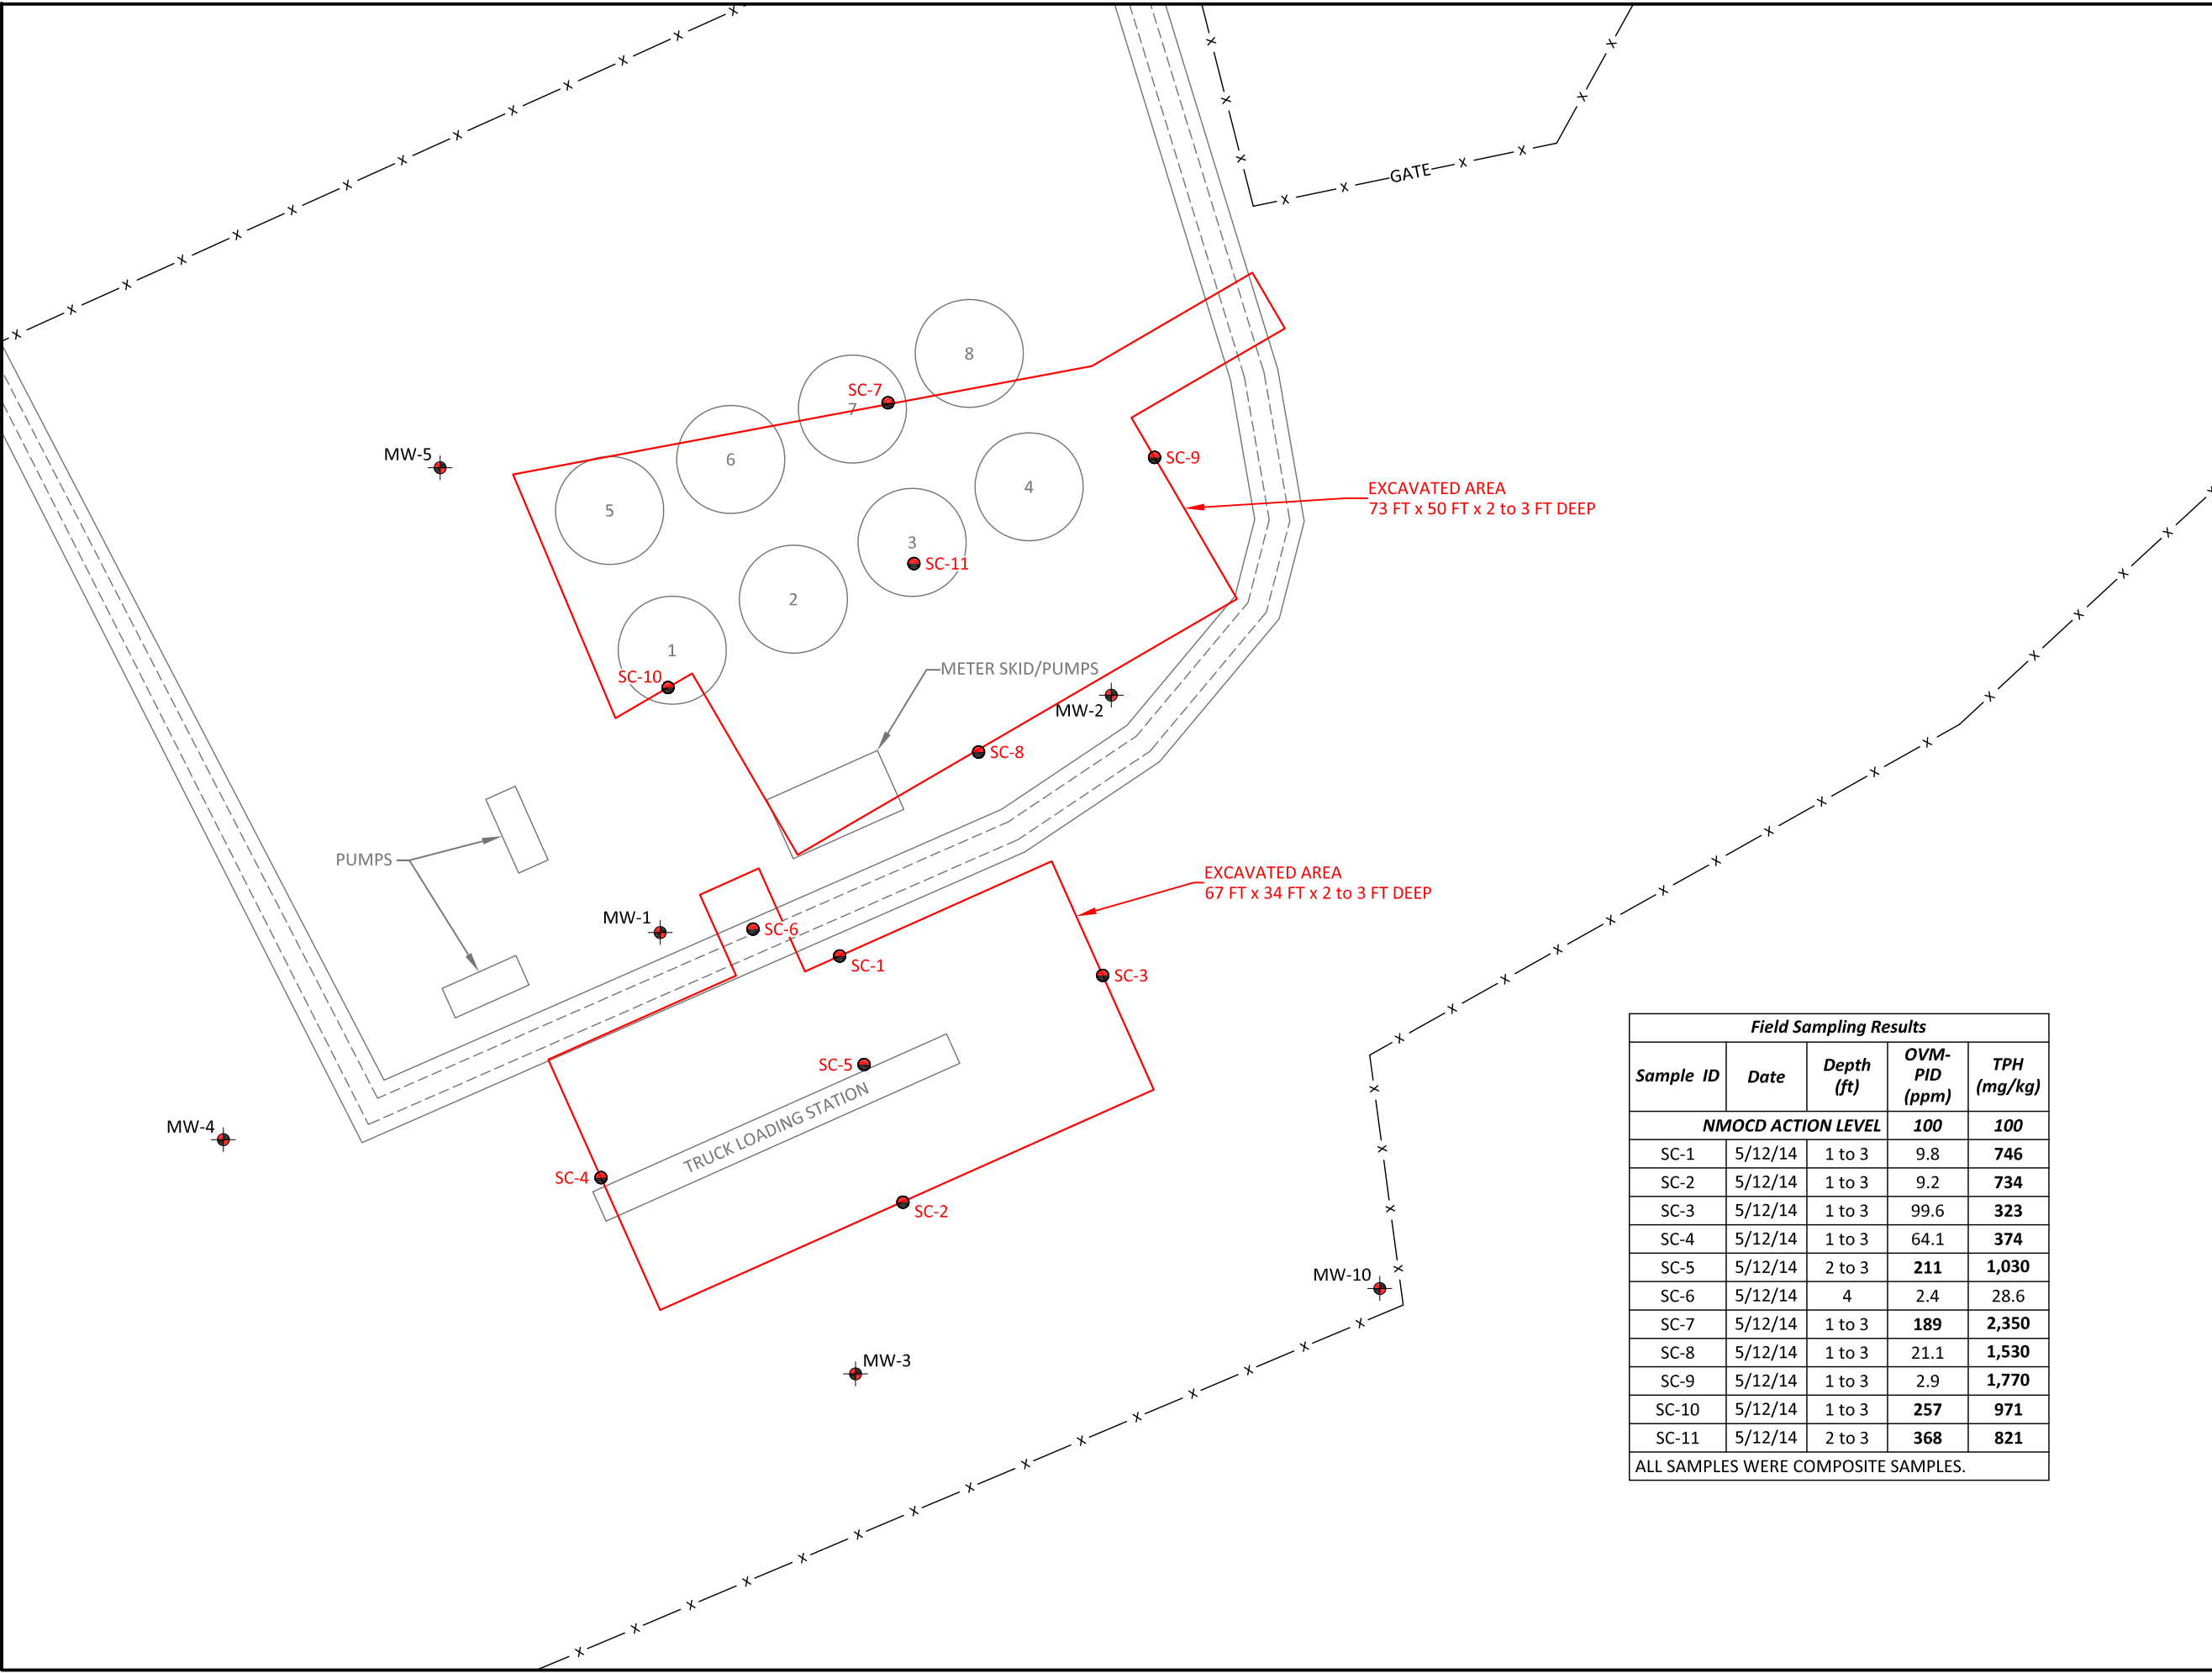 GATE
8
SC-7
7
MW-5
6
SC-9
4
5
EXCAVATED AREA
73 FT x 50 FT x 2 to 3 FT DEEP
3
SC-11
2
1
METER SKID/PUMPS
SC-10
MW-2
SC-8
PUMPS
EXCAVATED AREA
67 FT x 34 FT x 2 to 3 FT DEEP
MW-1
SC-6
SC-1
SC-3
SC-5
TRUCK LOADING STATION
MW-4
SC-4
SC-2
MW-10
MW-3
Field Sampling Results
Sample ID Date Depth (ft) OVM-PID (ppm) TPH (mg/kg)
NMOCD ACTION LEVEL 100 100
SC-1 5/12/14 1 to 3 9.8 746
SC-2 5/12/14 1 to 3 9.2 734
SC-3 5/12/14 1 to 3 99.6 323
SC-4 5/12/14 1 to 3 64.1 374
SC-5 5/12/14 2 to 3 211 1,030
SC-6 5/12/14 4 2.4 28.6
SC-7 5/12/14 1 to 3 189 2,350
SC-8 5/12/14 1 to 3 21.1 1,530
SC-9 5/12/14 1 to 3 2.9 1,770
SC-10 5/12/14 1 to 3 257 971
SC-11 5/12/14 2 to 3 368 821
ALL SAMPLES WERE COMPOSITE SAMPLES.